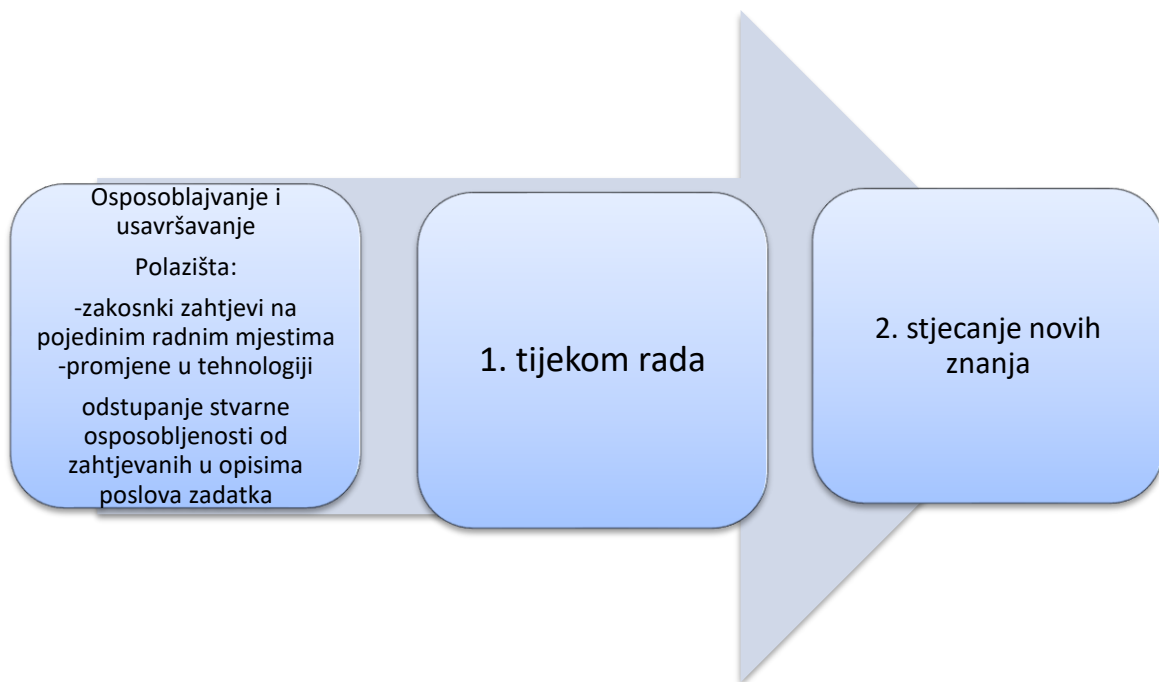 Osposoblajvanje i
usavršavanje
Polazišta:
-zakosnki zahtjevi na
pojedinim radnim mjestima
-promjene u tehnologiji
odstupanje stvarne
osposobljenosti od
zahtjevanih u opisima
poslova zadatka
1. tijekom rada
2. stjecanje novih
znanja